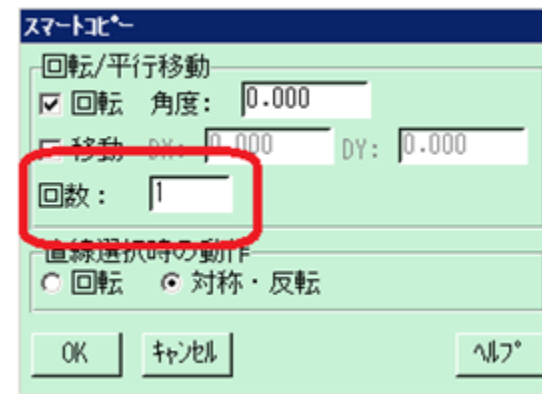 ｽﾏｰﾄｺﾋﾟｰ
回転/平行移動
回転 角度: 0.000
移動 DX: 0.000 DY: 0.000
回数: 1
直線選択時の動作
回転 対称・反転
OK ｷｬﾝｾﾙ ﾍﾙﾌﾟ